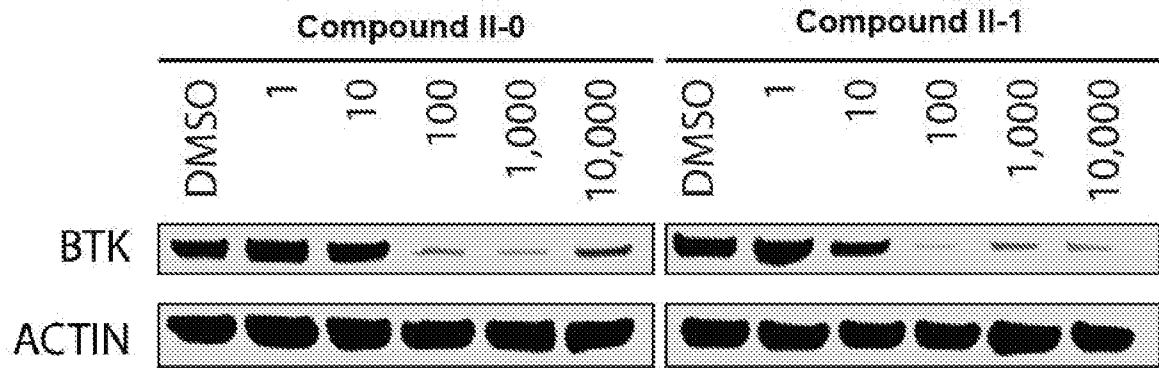 Compound II-0 Compound II-1
DMSO 1 10 100 1,000 10,000 DMSO 1 10 100 1,000 10,000
BTK
ACTIN